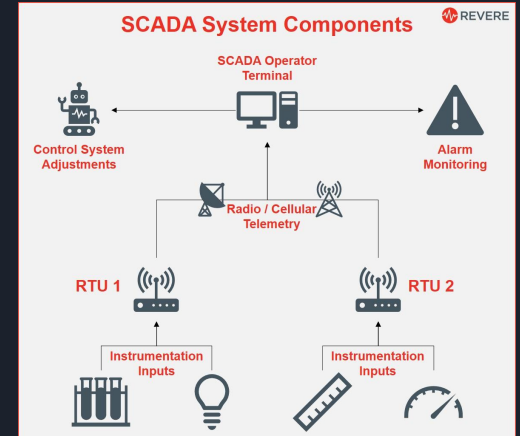 SCADA System Components
REVERE
SCADA Operator
Terminal
Control System
Adjustments
Alarm
Monitoring
Radio / Cellular
Telemetry
RTU 1
RTU 2
Instrumentation
Inputs
Instrumentation
Inputs